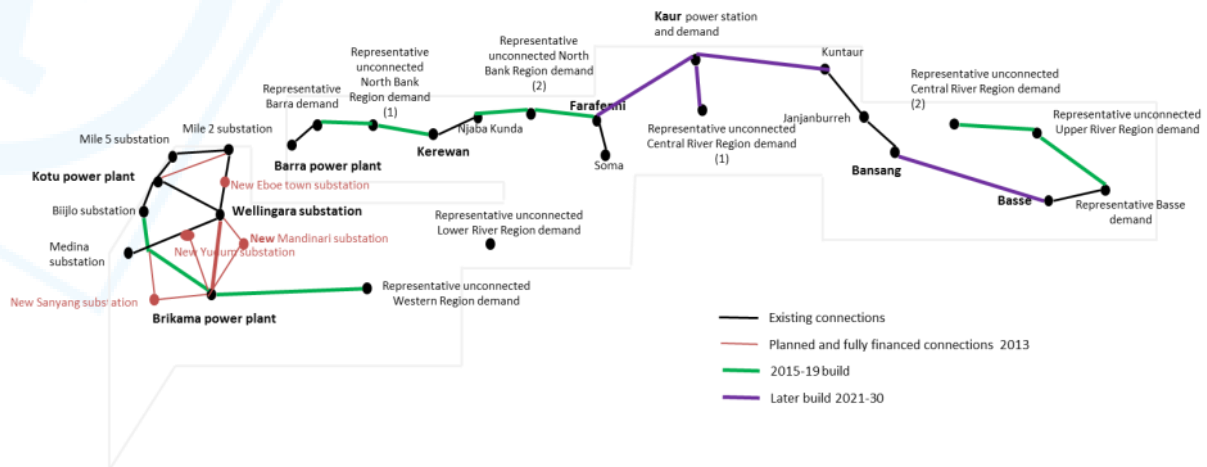 Kaur power station
and demand
Representative
unconnected North
Bank Region demand
(2)
Representative
unconnected
North Bank
Region demand
(1)
Kuntaur
Representative
unconnected
Central River Region demand
(2)
Representative
Barra demand
Farafenni
Njaba Kunda
Janjanburreh
Representative unconnected
Upper River Region demand
Mile 2 substation
Mile 5 substation
Representative unconnected
Central River Region demand
(1)
Kerewan
Barra power plant
Soma
Bansang
Kotu power plant
New Eboe town substation
Basse
Representative Basse
demand
Biijlo substation
Wellingara substation
Representative unconnected
Lower River Region demand
New Mandinari substation
Medina
substation
New Yudum substation
Representative unconnected
Western Region demand
New Sanyang substation
Brikama power plant
Existing connections
Planned and fully financed connections 2013
2015-19 build
Later build 2021-30